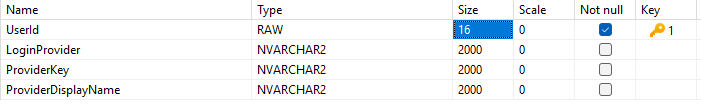 Name Type Size Scale Not null Key
UserId RAW 16 0 1
LoginProvider NVARCHAR2 2000 0
ProviderKey NVARCHAR2 2000 0
ProviderDisplayName NVARCHAR2 2000 0